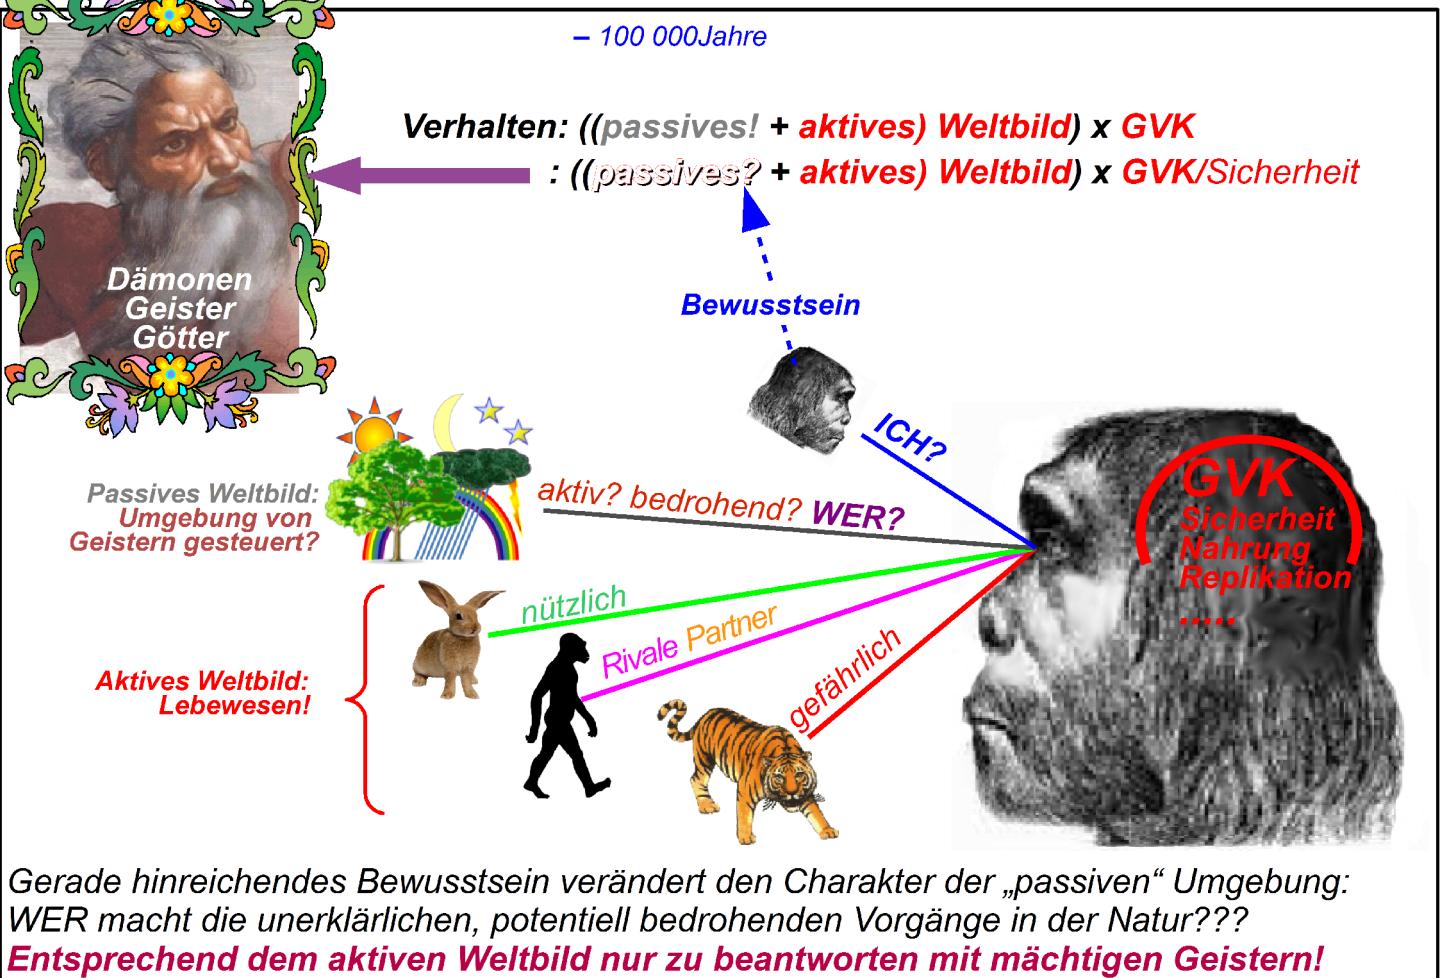 – 100 000Jahre
Verhalten: ((passives! + aktives) Weltbild) x GVK
: ((passives? + aktives) Weltbild) x GVK/Sicherheit
Dämonen
Geister
Götter
Bewusstsein
ICH?
GVK
Sicherheit
Nahrung
Replikation
.....
Passives Weltbild:
Umgebung von
Geistern gesteuert?
aktiv? bedrohend? WER?
nützlich
Rivale Partner
gefährlich
Aktives Weltbild:
Lebewesen!
Gerade hinreichendes Bewusstsein verändert den Charakter der „passiven“ Umgebung:
WER macht die unerklärlichen, potentiell bedrohenden Vorgänge in der Natur???
Entsprechend dem aktiven Weltbild nur zu beantworten mit mächtigen Geistern!